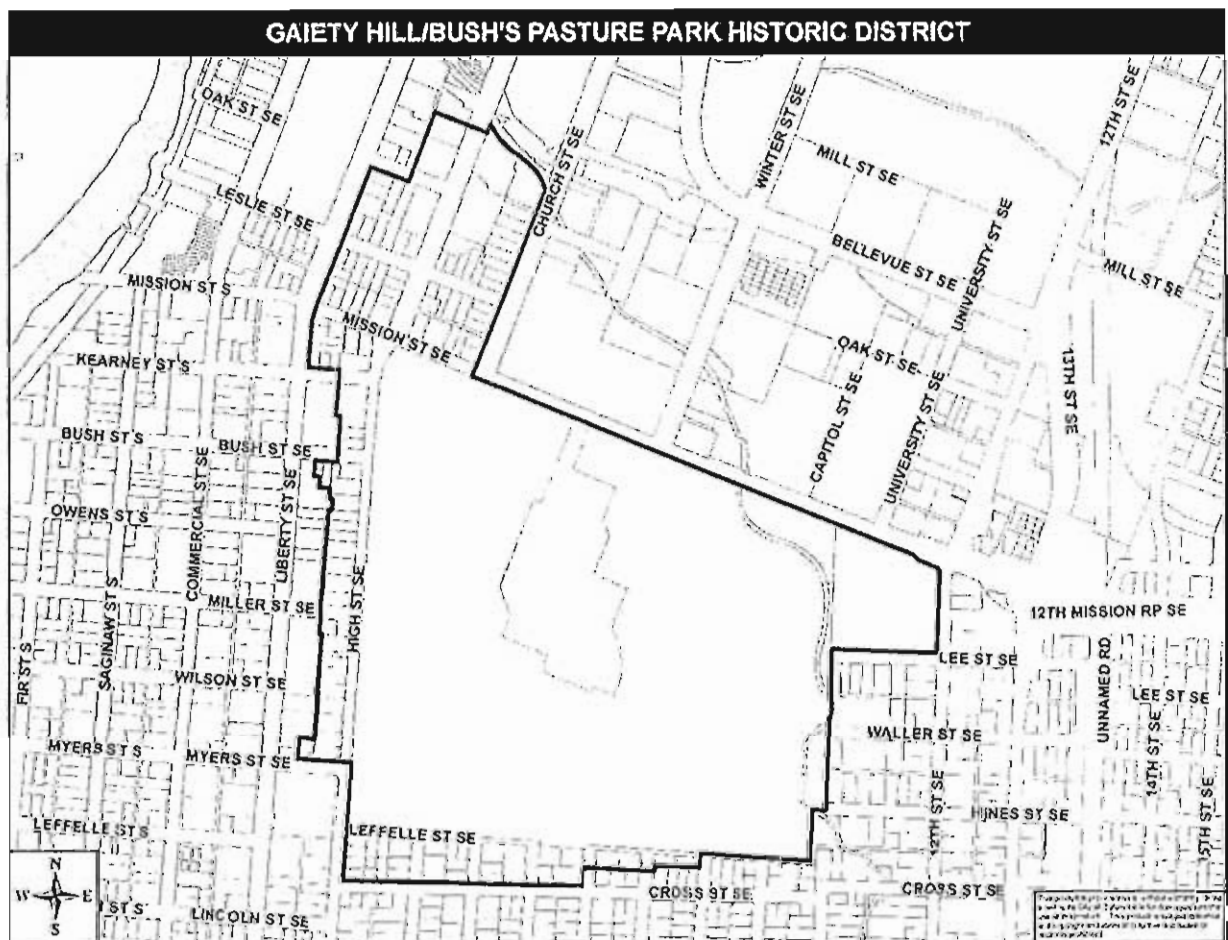 GAIETY HILL/BUSH'S PASTURE PARK HISTORIC DISTRICT
OAK ST SE
LESLIE ST SE
CHURCH ST SE
WINTER ST SE
MILL ST SE
12TH ST SE
BELLEVUE ST SE
UNIVERSITY ST SE
MILL ST SE
MISSION ST S
MISSION ST SE
KEARNEY ST S
OAK ST SE
13TH ST SE
CAPITOL ST SE
UNIVERSITY ST SE
BUSH ST S
BUSH ST SE
COMMERCIAL ST SE
LIBERTY ST SE
OWENS ST S
HIGH ST SE
MILLER ST SE
12TH MISSION RP SE
FIR ST S
SAGINAW ST S
WILSON ST SE
LEE ST SE
UNNAMED RD
LEE ST SE
WALLER ST SE
14TH ST SE
MYERS ST S
MYERS ST SE
LEFFELLE ST S
LEFFELLE ST SE
12TH ST SE
HINES ST SE
15TH ST SE
CROSS ST SE
CROSS ST SE
LINCOLN ST SE
ST S
N
W E
S